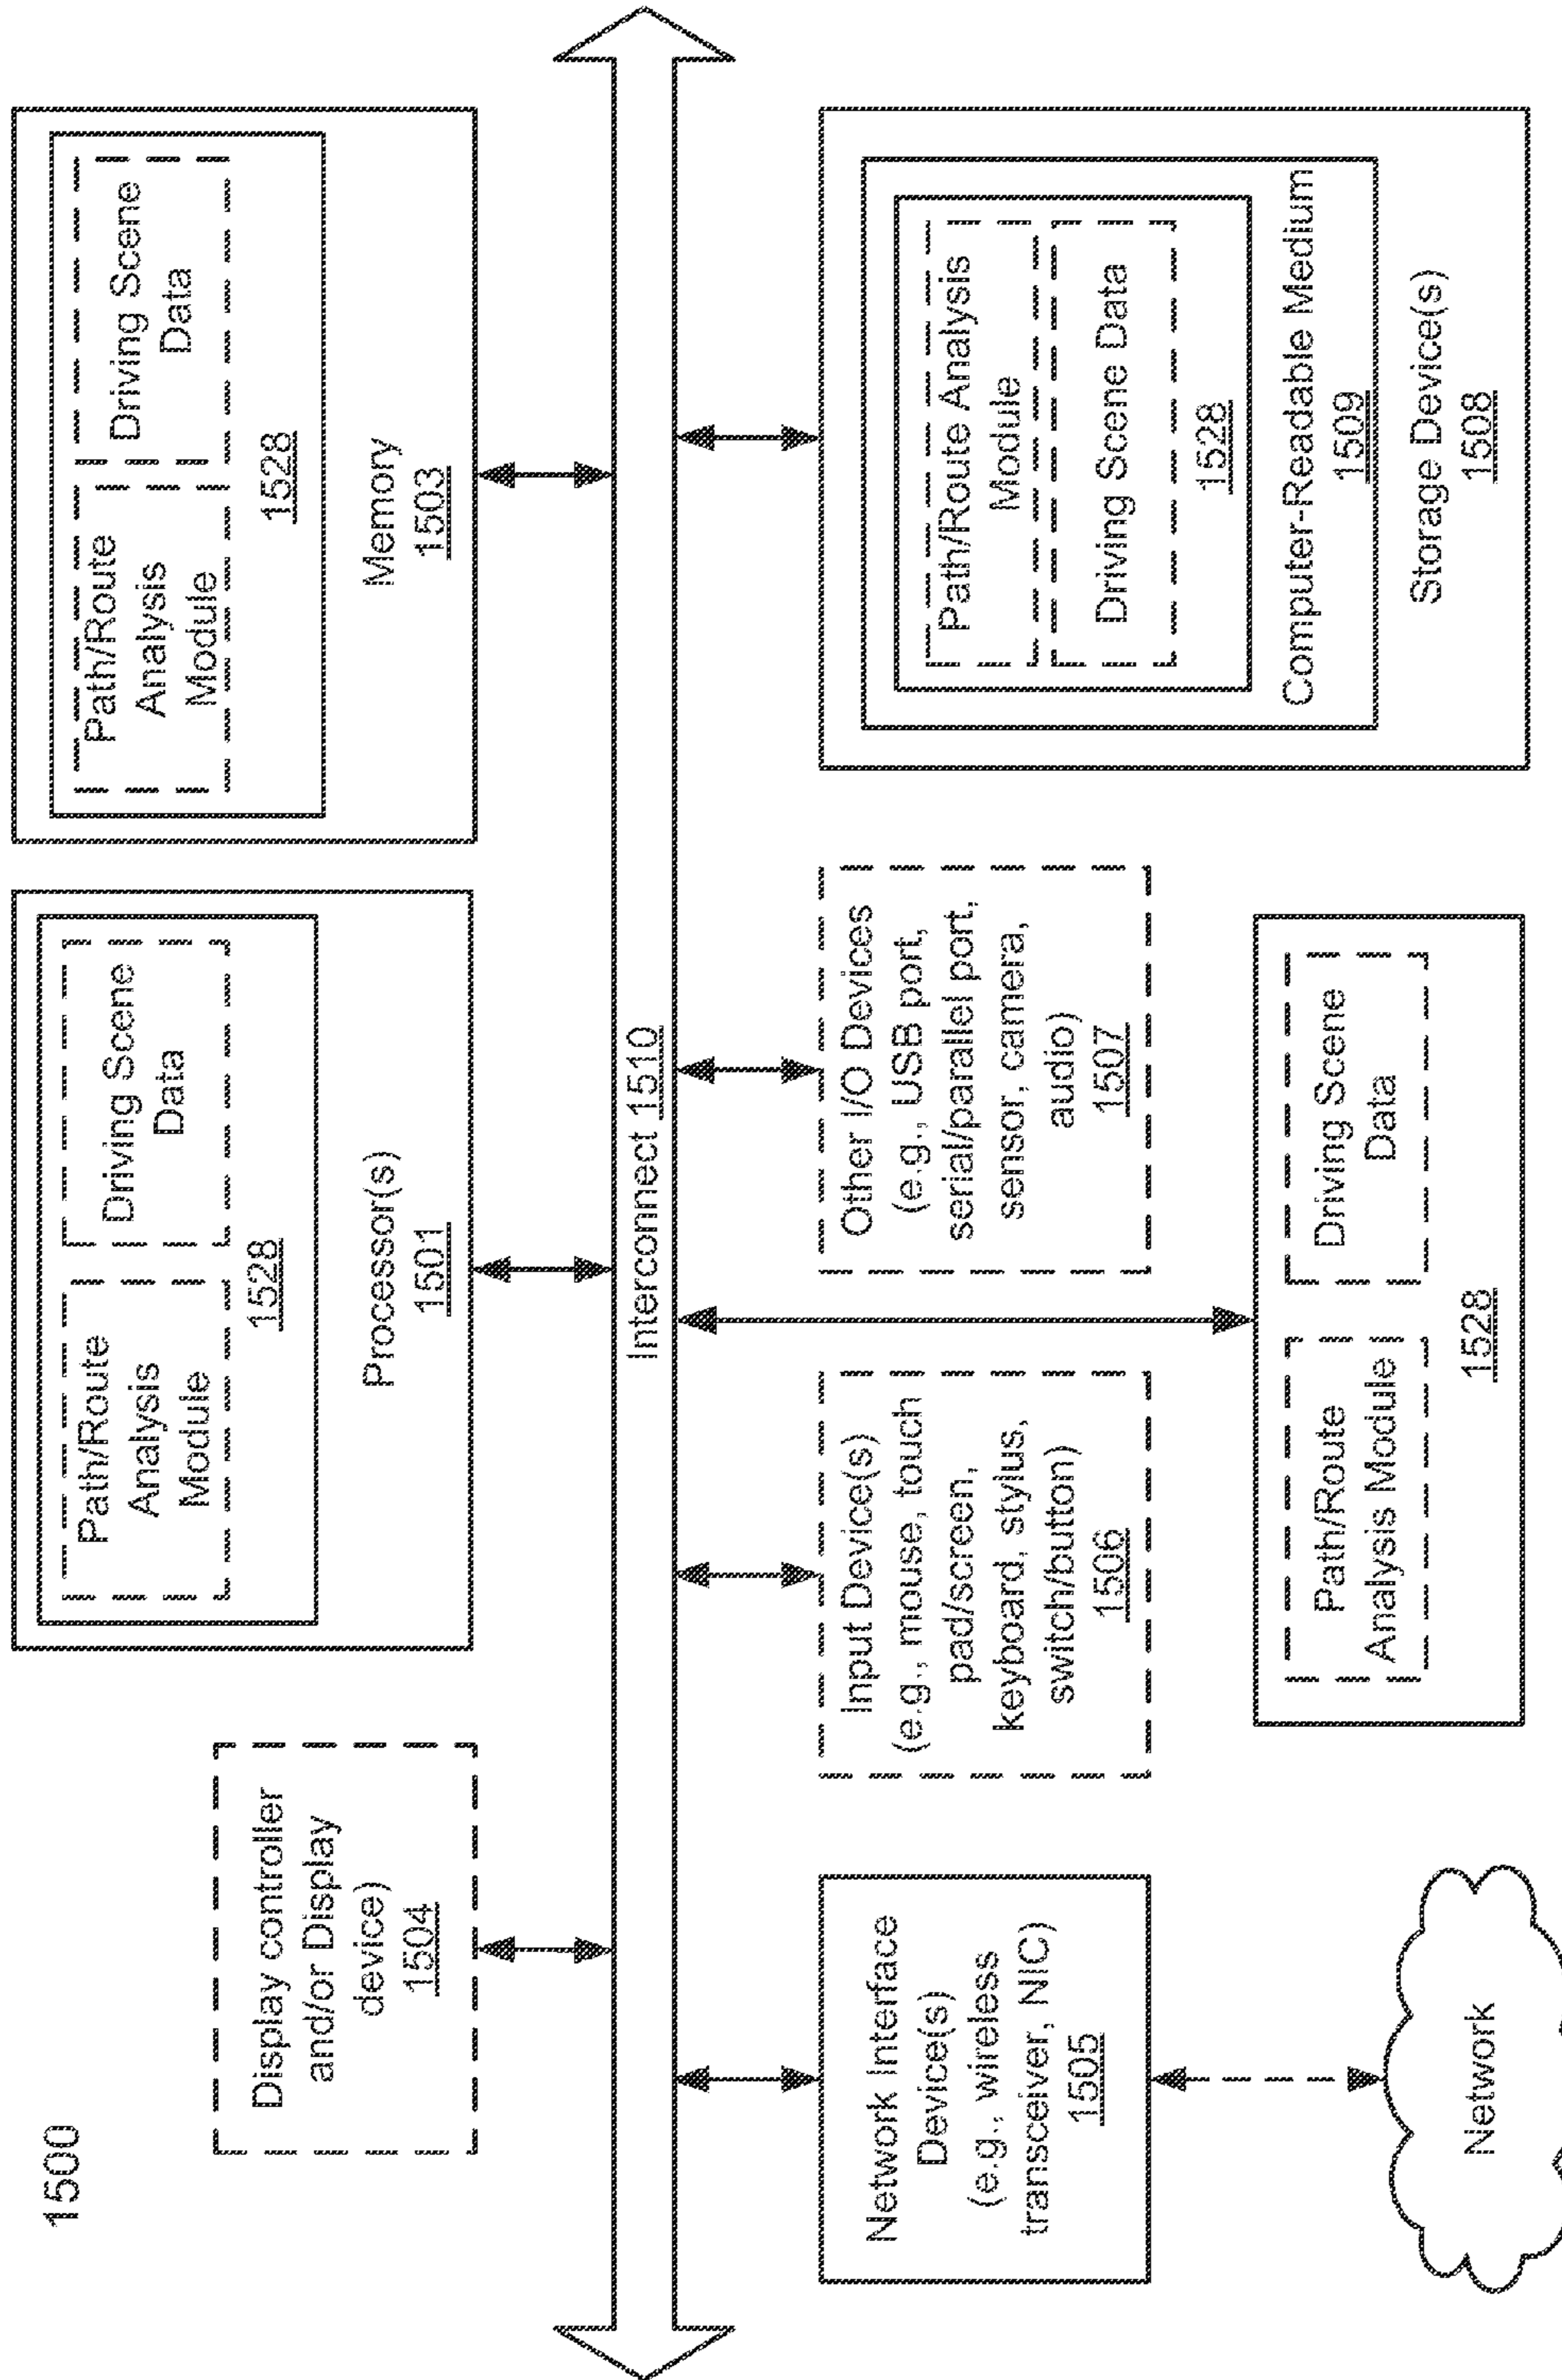 1500
Display controller
and/or Display
device)
1504
Path/Route
Analysis
Module
Driving Scene
Data
1528
Processor(s)
1501
Path/Route
Analysis
Module
Driving Scene
Data
1528
Memory
1503
Interconnect 1510
Network Interface
Device(s)
(e.g., wireless
transceiver, NIC)
1505
Network
Input Device(s)
(e.g., mouse, touch
pad/screen,
keyboard, stylus,
switch/button)
1506
Other I/O Devices
(e.g., USB port,
serial/parallel port,
sensor, camera,
audio)
1507
Path/Route
Analysis Module
Driving Scene
Data
1528
Path/Route Analysis
Module
Driving Scene Data
1528
Computer-Readable Medium
1509
Storage Device(s)
1508